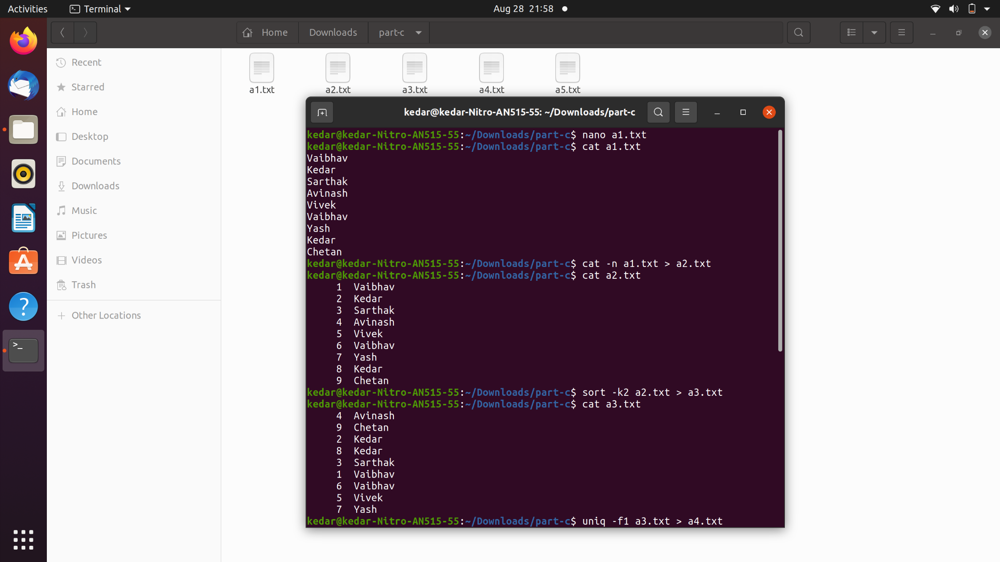 Activities Terminal Aug 28 21:58
Home Downloads part-c
Recent
Starred
Home
Desktop
Documents
Downloads
Music
Pictures
Videos
Trash
Other Locations
a1.txt a2.txt a3.txt a4.txt a5.txt
kedar@kedar-Nitro-AN515-55: ~/Downloads/part-c
kedar@kedar-Nitro-AN515-55:~/Downloads/part-c$ nano a1.txt
kedar@kedar-Nitro-AN515-55:~/Downloads/part-c$ cat a1.txt
Vaibhav
Kedar
Sarthak
Avinash
Vivek
Vaibhav
Yash
Kedar
Chetan
kedar@kedar-Nitro-AN515-55:~/Downloads/part-c$ cat -n a1.txt > a2.txt
kedar@kedar-Nitro-AN515-55:~/Downloads/part-c$ cat a2.txt
     1  Vaibhav
     2  Kedar
     3  Sarthak
     4  Avinash
     5  Vivek
     6  Vaibhav
     7  Yash
     8  Kedar
     9  Chetan
kedar@kedar-Nitro-AN515-55:~/Downloads/part-c$ sort -k2 a2.txt > a3.txt
kedar@kedar-Nitro-AN515-55:~/Downloads/part-c$ cat a3.txt
     4  Avinash
     9  Chetan
     2  Kedar
     8  Kedar
     3  Sarthak
     1  Vaibhav
     6  Vaibhav
     5  Vivek
     7  Yash
kedar@kedar-Nitro-AN515-55:~/Downloads/part-c$ uniq -f1 a3.txt > a4.txt